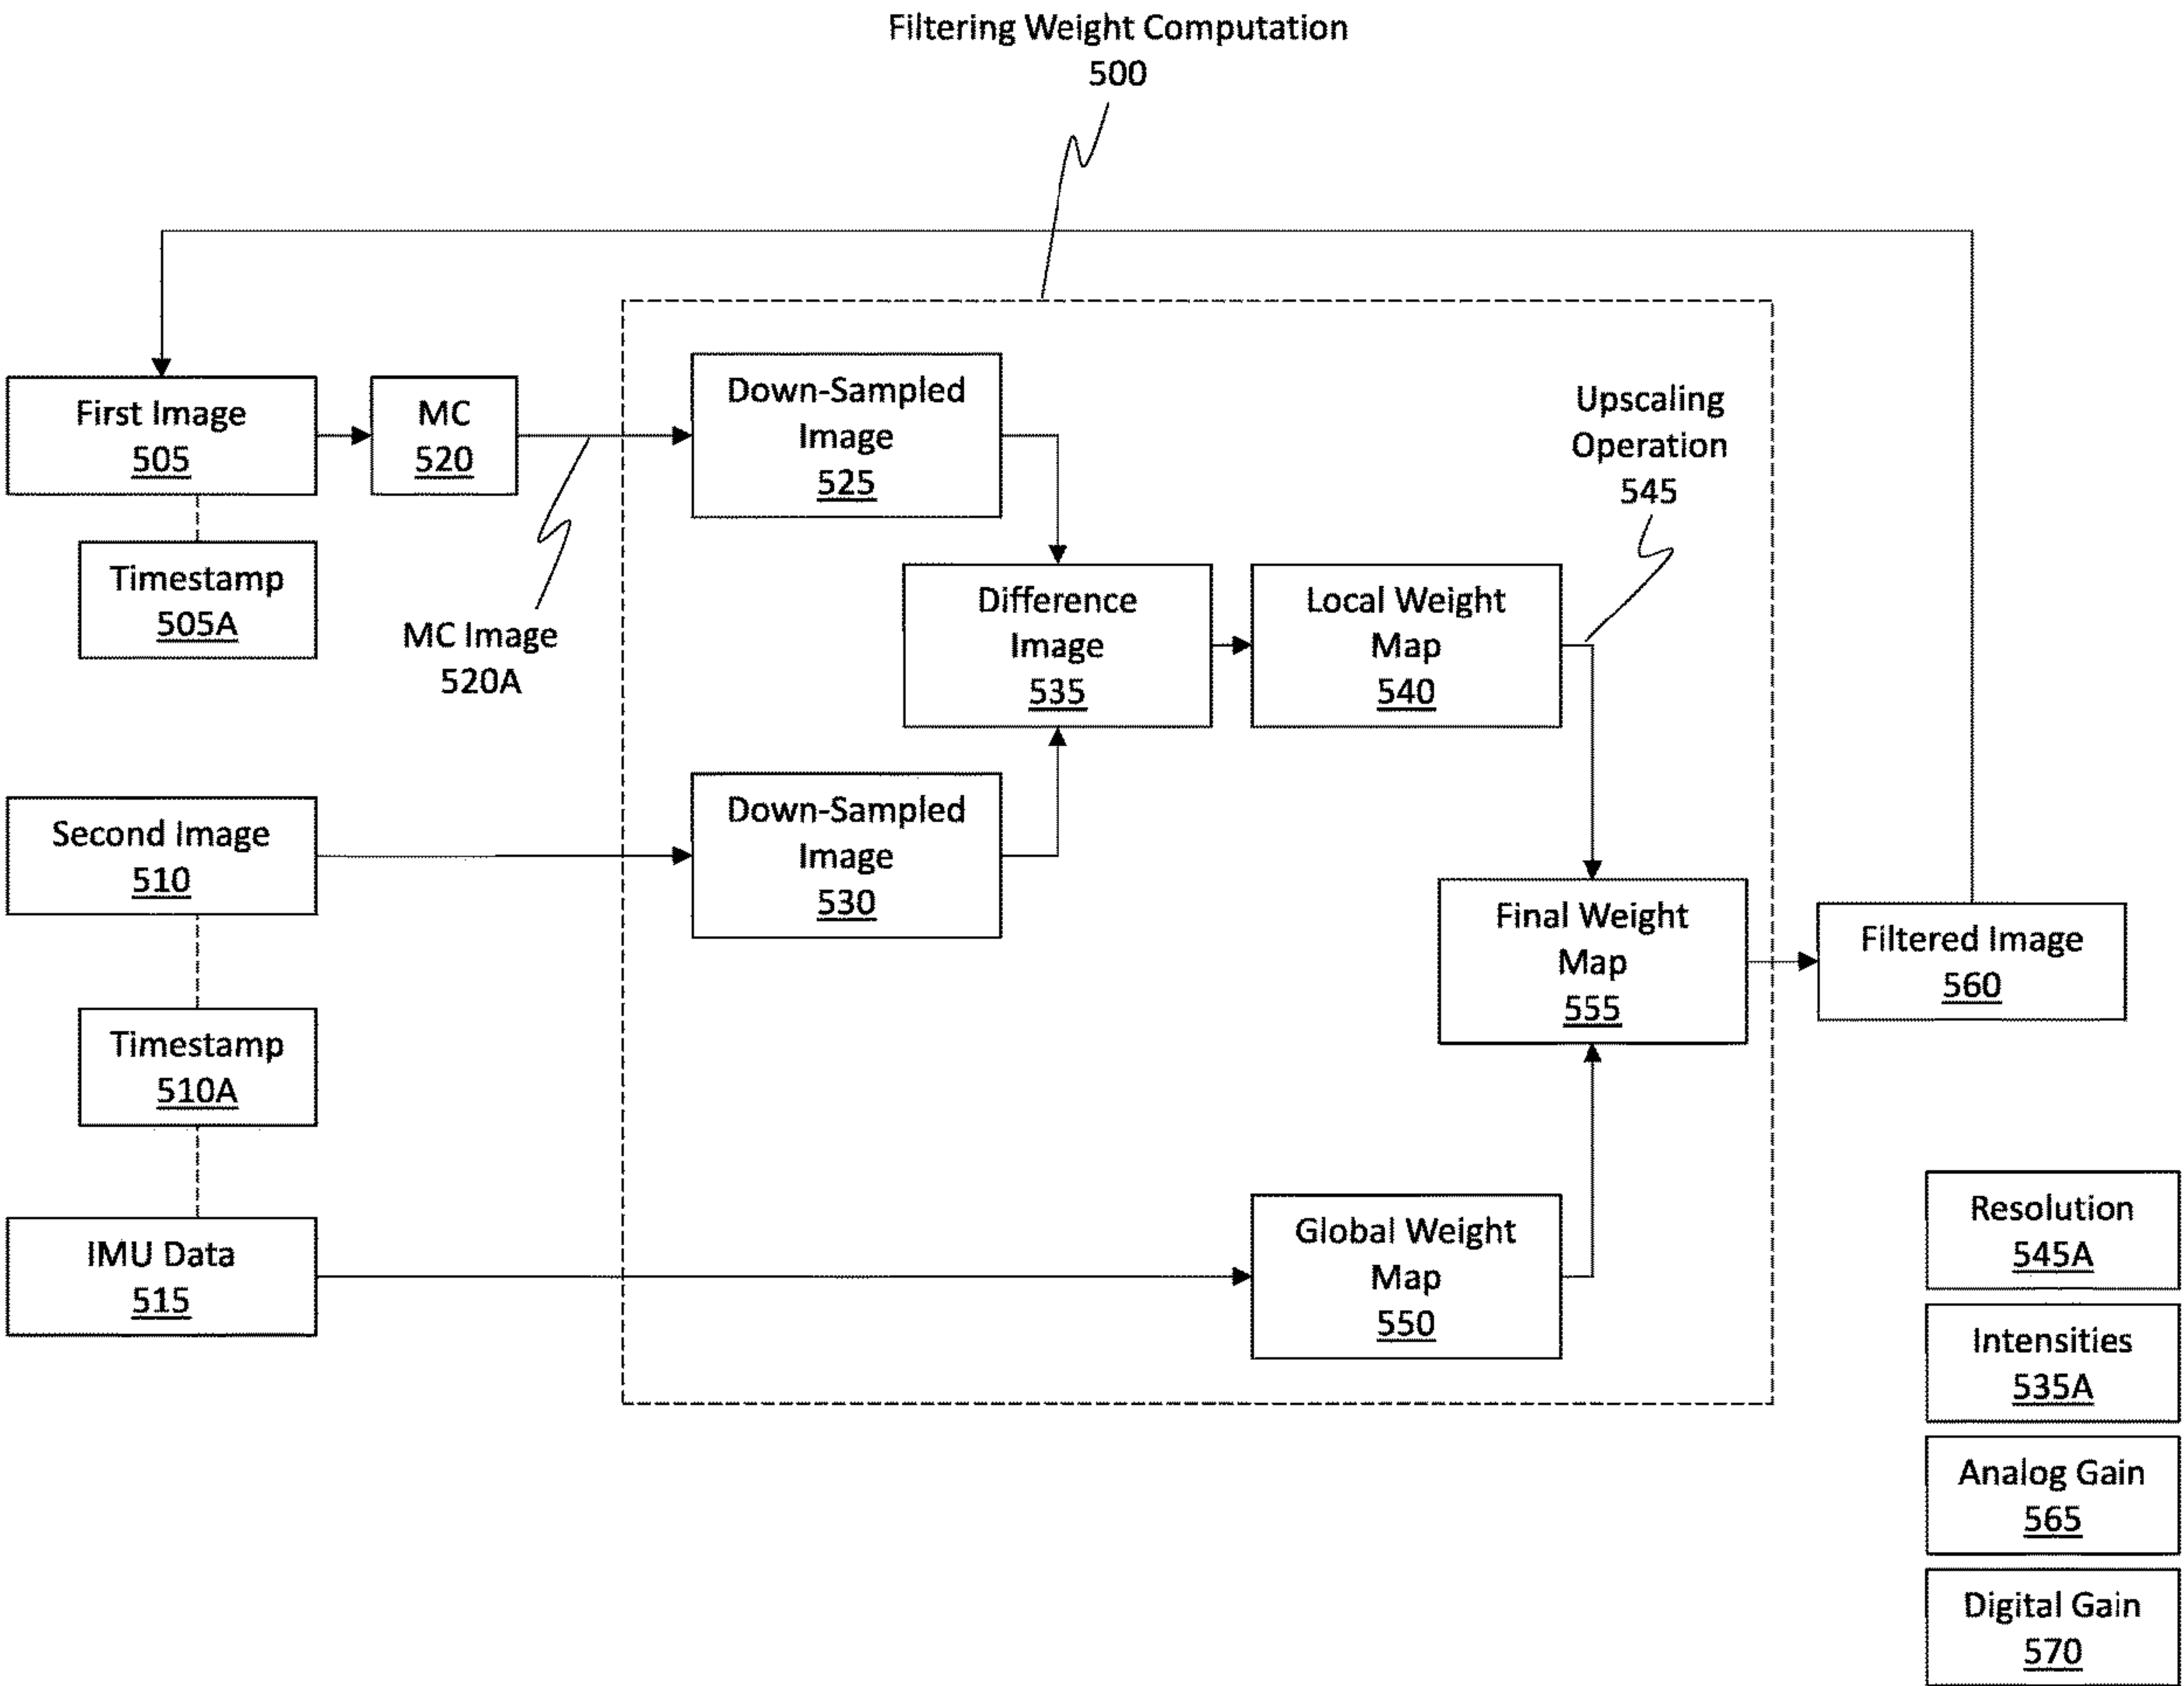 Filtering Weight Computation
500
First Image
505
MC
520
Down-Sampled
Image
525
Upscaling
Operation
545
Timestamp
505A
MC Image
520A
Difference
Image
535
Local Weight
Map
540
Second Image
510
Down-Sampled
Image
530
Final Weight
Map
555
Filtered Image
560
Timestamp
510A
IMU Data
515
Global Weight
Map
550
Resolution
545A
Intensities
535A
Analog Gain
565
Digital Gain
570